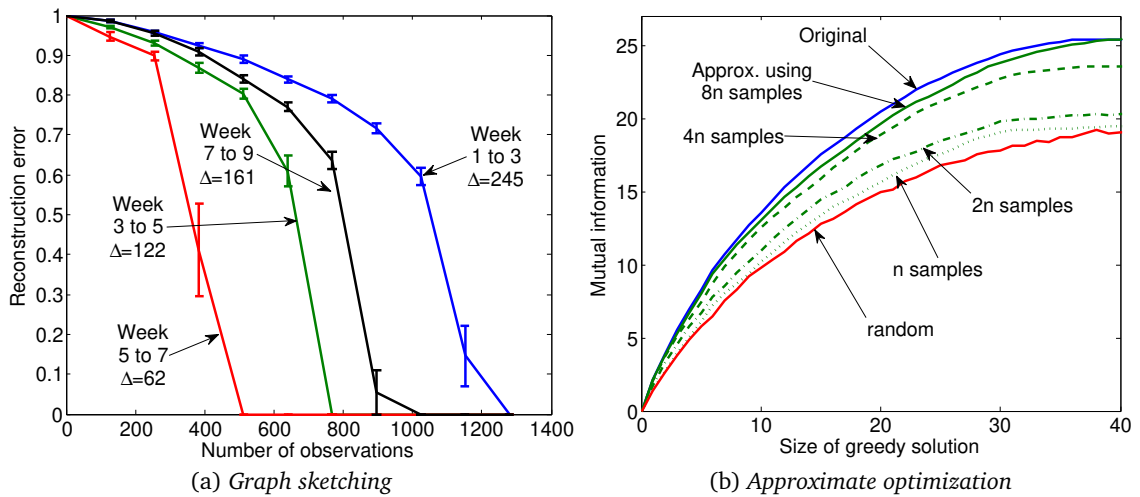 1
0.9
0.8
0.7
0.6
0.5
0.4
0.3
0.2
0.1
0
Reconstruction error
Week
7 to 9
Δ=161
Week
1 to 3
Δ=245
Week
3 to 5
Δ=122
Week
5 to 7
Δ=62
0 200 400 600 800 1000 1200 1400
Number of observations
(a) Graph sketching
25
20
15
10
5
0
Mutual information
Original
Approx. using
8n samples
4n samples
2n samples
n samples
random
0 10 20 30 40
Size of greedy solution
(b) Approximate optimization